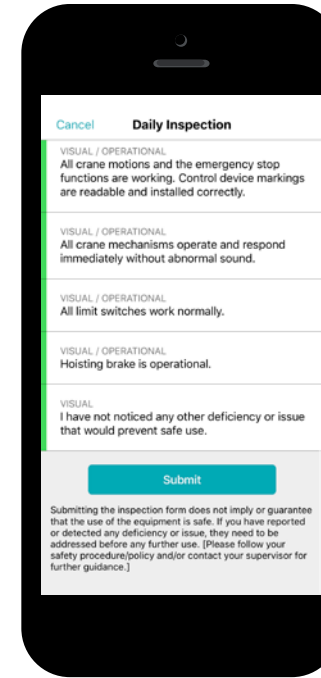 Cancel Daily Inspection
VISUAL / OPERATIONAL
All crane motions and the emergency stop
functions are working. Control device markings
are readable and installed correctly.
VISUAL / OPERATIONAL
All crane mechanisms operate and respond
immediately without abnormal sound.
VISUAL / OPERATIONAL
All limit switches work normally.
VISUAL / OPERATIONAL
Hoisting brake is operational.
VISUAL
I have not noticed any other deficiency or issue
that would prevent safe use.
Submit
Submitting the inspection form does not imply or guarantee
that the use of the equipment is safe. If you have reported
or detected any deficiency or issue, they need to be
addressed before any further use. [Please follow your
safety procedure/policy and/or contact your supervisor for
further guidance.]